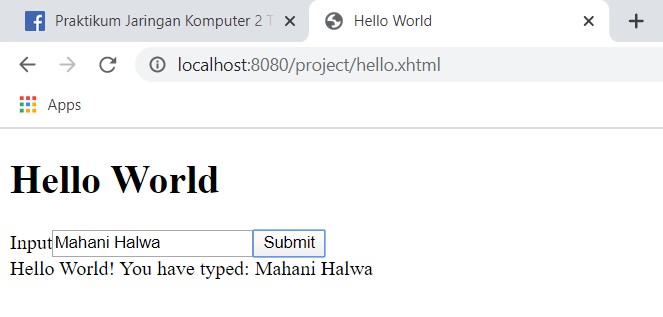 Praktikum Jaringan Komputer 2 T
Hello World
localhost:8080/project/hello.xhtml
Apps
Hello World
Input Mahani Halwa Submit
Hello World! You have typed: Mahani Halwa